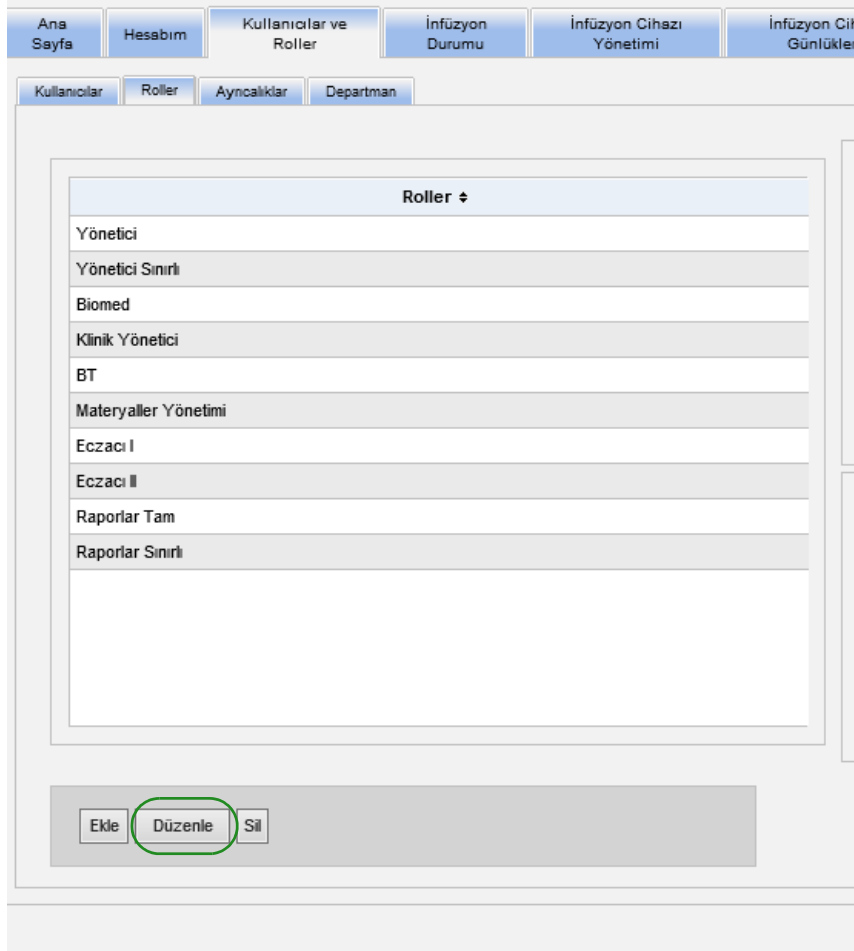 Ana
Sayfa
Hesabım
Kullanıcılar ve
Roller
İnfüzyon
Durumu
İnfüzyon Cihazı
Yönetimi
İnfüzyon
Kullanıcılar
Roller
Ayrıcalıklar
Departman
Roller
Yönetici
Yönetici Sınırlı
Biomed
Klinik Yönetici
BT
Materyaller Yönetimi
Eczacı I
Eczacı II
Raporlar Tam
Raporlar Sınırlı
Ekle
Düzenle
Sil